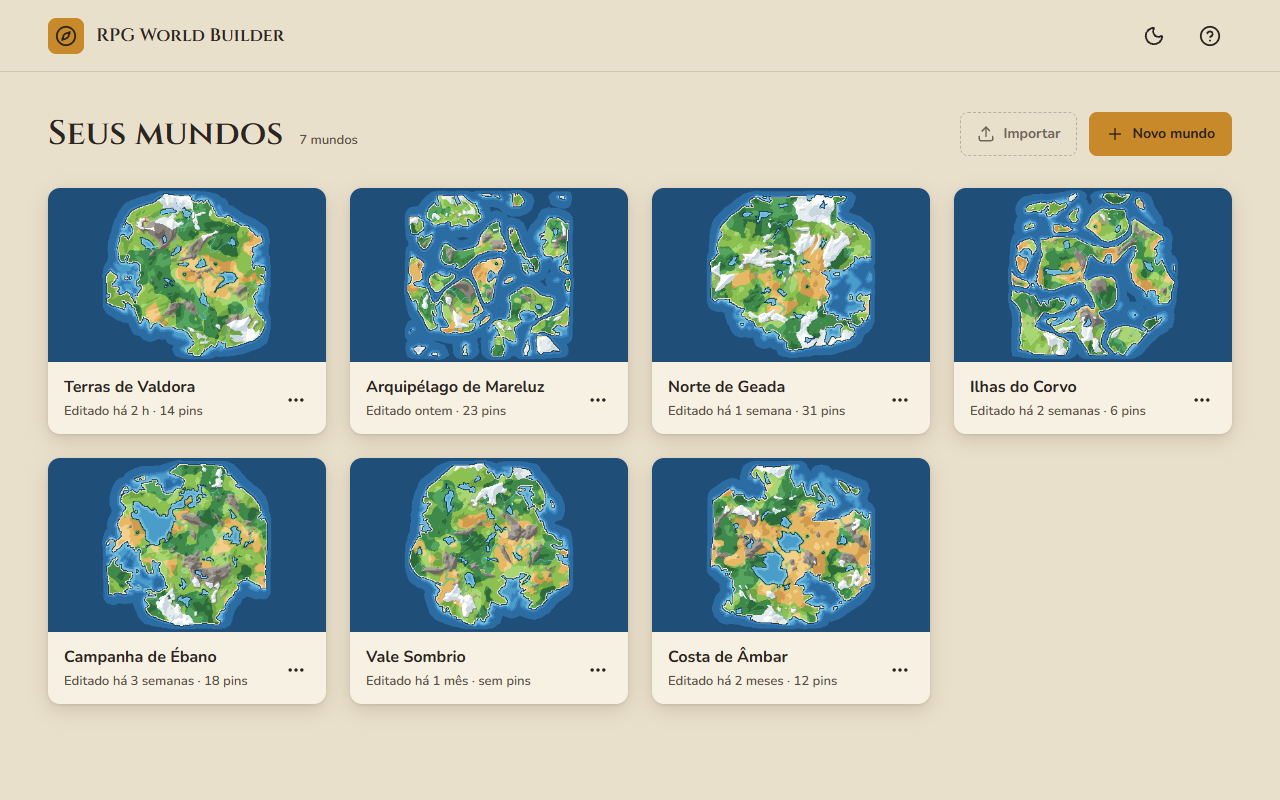 RPG World Builder
Seus mundos
7 mundos
Importar
Novo mundo
Terras de Valdora
Editado há 2 h · 14 pins
Arquipélago de Mareluz
Editado ontem · 23 pins
Norte de Geada
Editado há 1 semana · 31 pins
Ilhas do Corvo
Editado há 2 semanas · 6 pins
Campanha de Ébano
Editado há 3 semanas · 18 pins
Vale Sombrio
Editado há 1 mês · sem pins
Costa de Âmbar
Editado há 2 meses · 12 pins